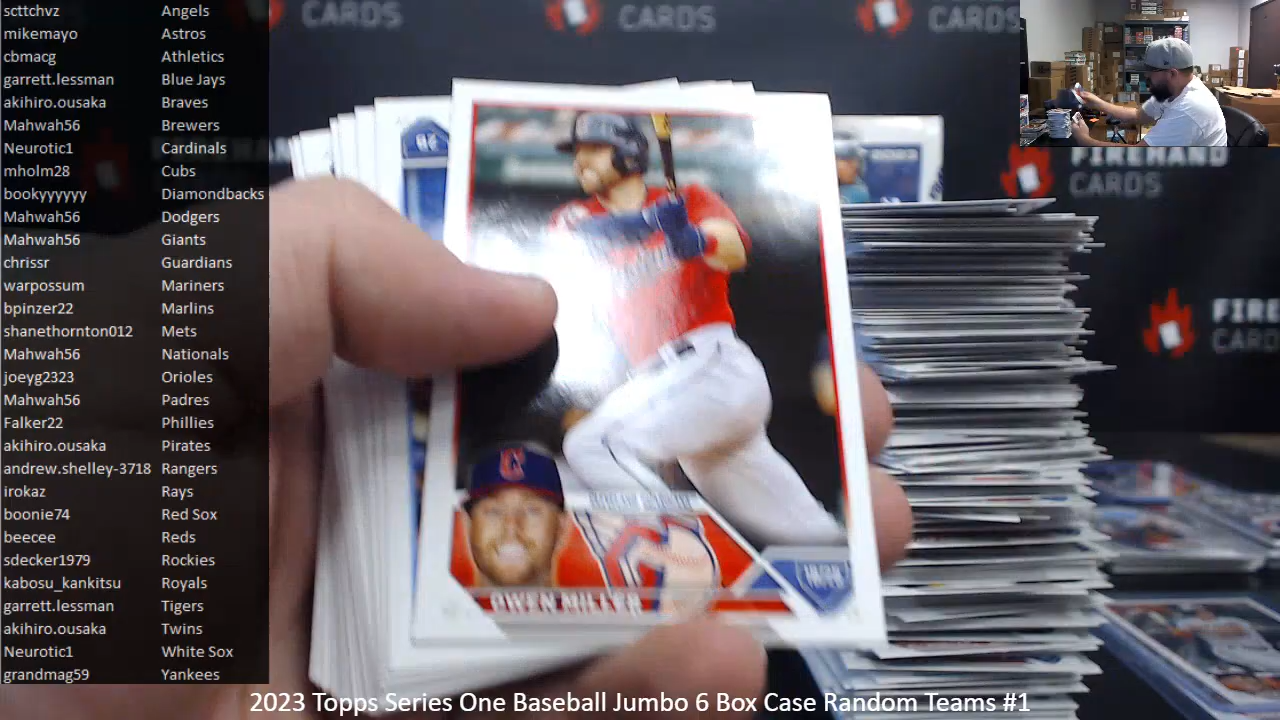 scttchvz Angels
mikemayo Astros
cbmacg Athletics
garrett.lessman Blue Jays
akihiro.ousaka Braves
Mahwah56 Brewers
Neurotic1 Cardinals
mholm28 Cubs
bookyyyyyy Diamondbacks
Mahwah56 Dodgers
Mahwah56 Giants
chrissr Guardians
warpossum Mariners
bpinzer22 Marlins
shanethornton012 Mets
Mahwah56 Nationals
joeyg2323 Orioles
Mahwah56 Padres
Falker22 Phillies
akihiro.ousaka Pirates
andrew.shelley-3718 Rangers
irokaz Rays
boonie74 Red Sox
beecee Reds
sdecker1979 Rockies
kabosu_kankitsu Royals
garrett.lessman Tigers
akihiro.ousaka Twins
Neurotic1 White Sox
grandmag59 Yankees
CARDS
CARDS
CARDS
FIREHAND
CARDS
FIRE
CARDS
C
OWEN MILLER
2023 Topps Series One Baseball Jumbo 6 Box Case Random Teams #1